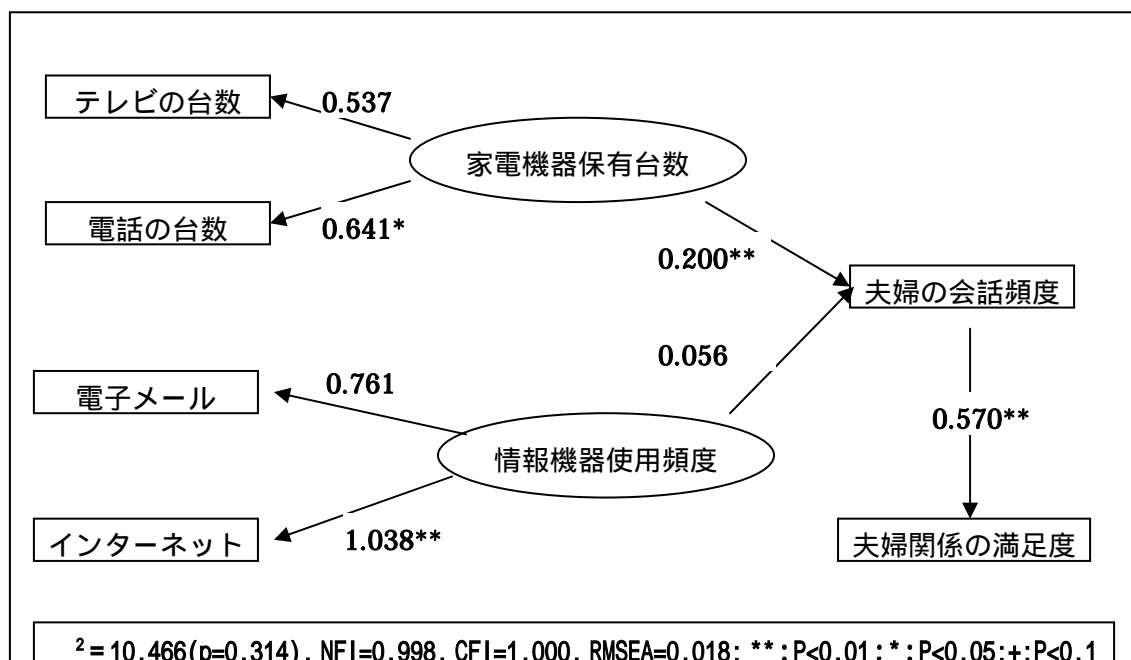 テレビの台数
0.537
家電機器保有台数
電話の台数
0.641*
0.200**
夫婦の会話頻度
0.056
電子メール
0.761
0.570**
情報機器使用頻度
インターネット
1.038**
夫婦関係の満足度
²=10.466(p=0.314), NFI=0.998, CFI=1.000, RMSEA=0.018; **:P<0.01;*:P<0.05;+:P<0.1